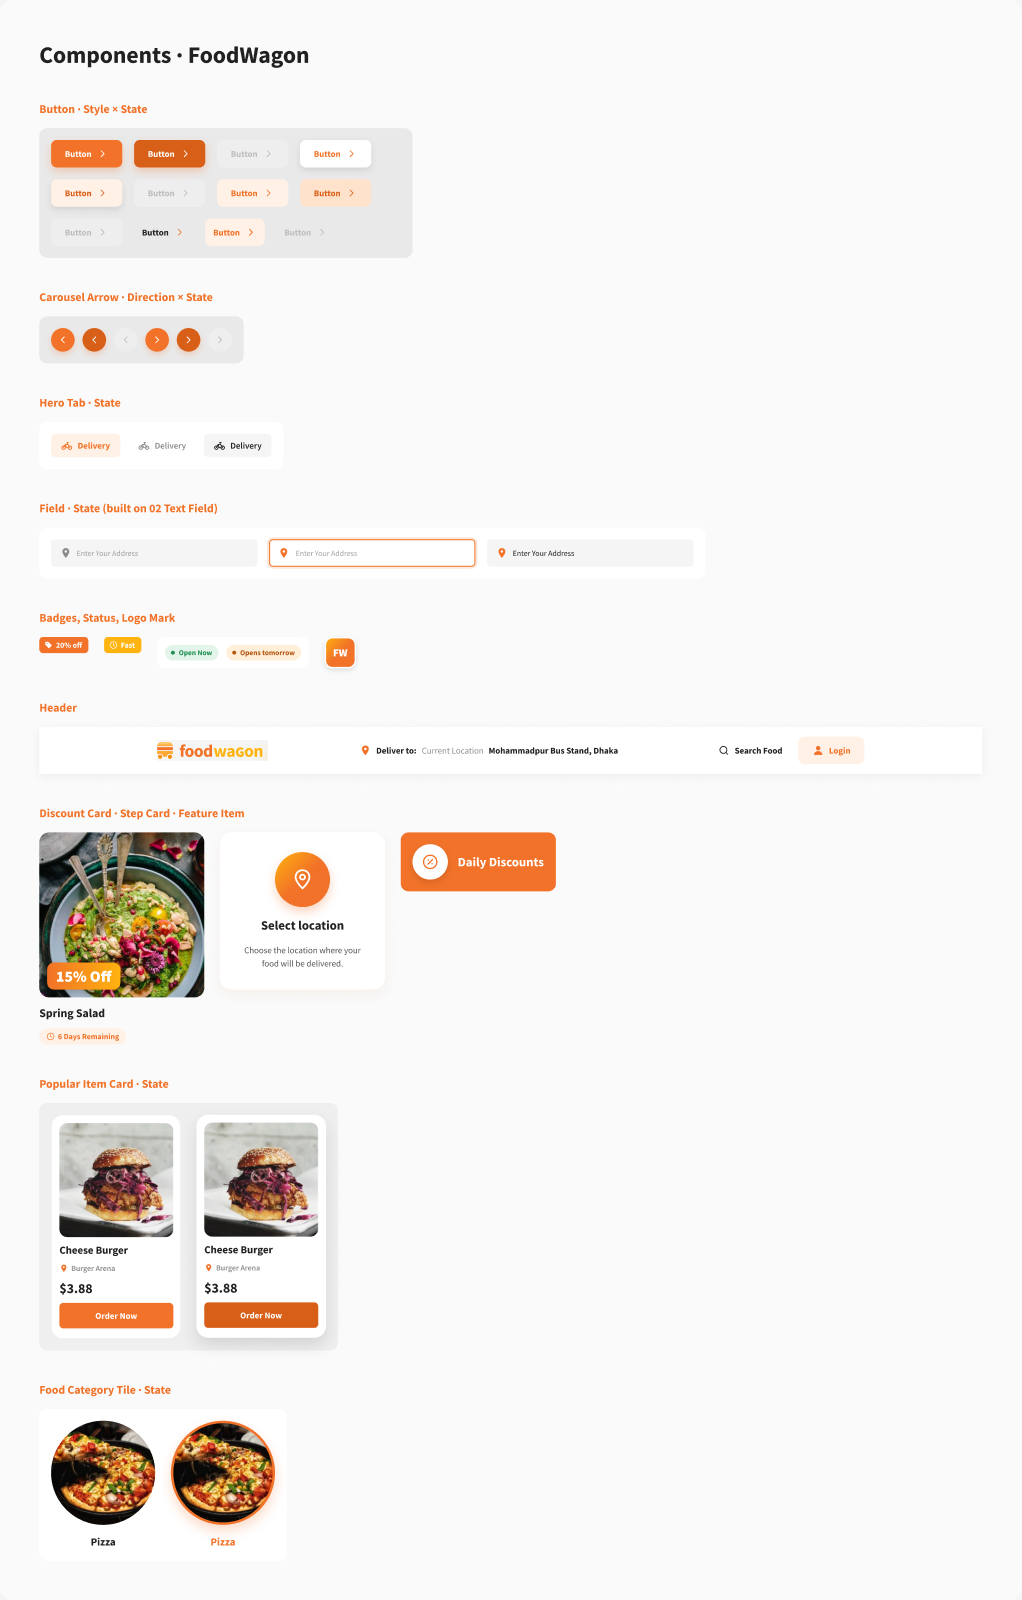 Components · FoodWagon
Button · Style × State
Button
Button
Button
Button
Button
Button
Button
Button
Button
Button
Button
Button
Carousel Arrow · Direction × State
Hero Tab · State
Delivery
Delivery
Delivery
Field · State (built on 02 Text Field)
Enter Your Address
Enter Your Address
Enter Your Address
Badges, Status, Logo Mark
20% off
Fast
Open Now
Opens tomorrow
FW
Header
foodwagon
Deliver to: Current Location Mohammadpur Bus Stand, Dhaka
Search Food
Login
Discount Card · Step Card · Feature Item
15% Off
Spring Salad
6 Days Remaining
Select location
Choose the location where your
food will be delivered.
Daily Discounts
Popular Item Card · State
Cheese Burger
Burger Arena
$3.88
Order Now
Cheese Burger
Burger Arena
$3.88
Order Now
Food Category Tile · State
Pizza
Pizza